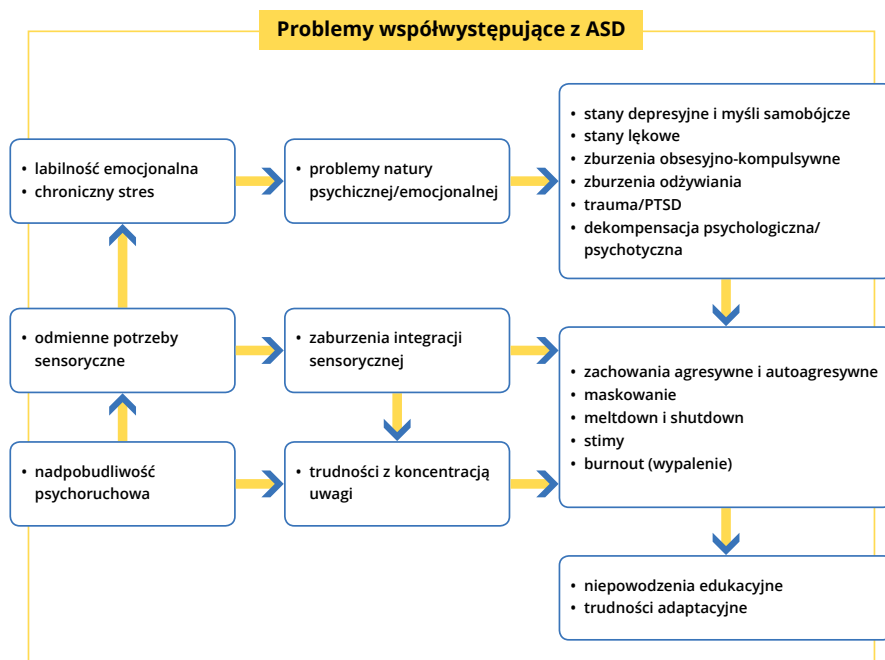 Problemy współwystępujące z ASD
• labilność emocjonalna
• chroniczny stres
• problemy natury
psychicznej/emocjonalnej
• stany depresyjne i myśli samobójcze
• stany lękowe
• zburzenia obsesyjno-kompulsywne
• zburzenia odżywiania
• trauma/PTSD
• dekompensacja psychologiczna/
psychotyczna
• odmienne potrzeby
sensoryczne
• zaburzenia integracji
sensorycznej
• zachowania agresywne i autoagresywne
• maskowanie
• meltdown i shutdown
• stimy
• burnout (wypalenie)
• nadpobudliwość
psychoruchowa
• trudności z koncentracją
uwagi
• niepowodzenia edukacyjne
• trudności adaptacyjne